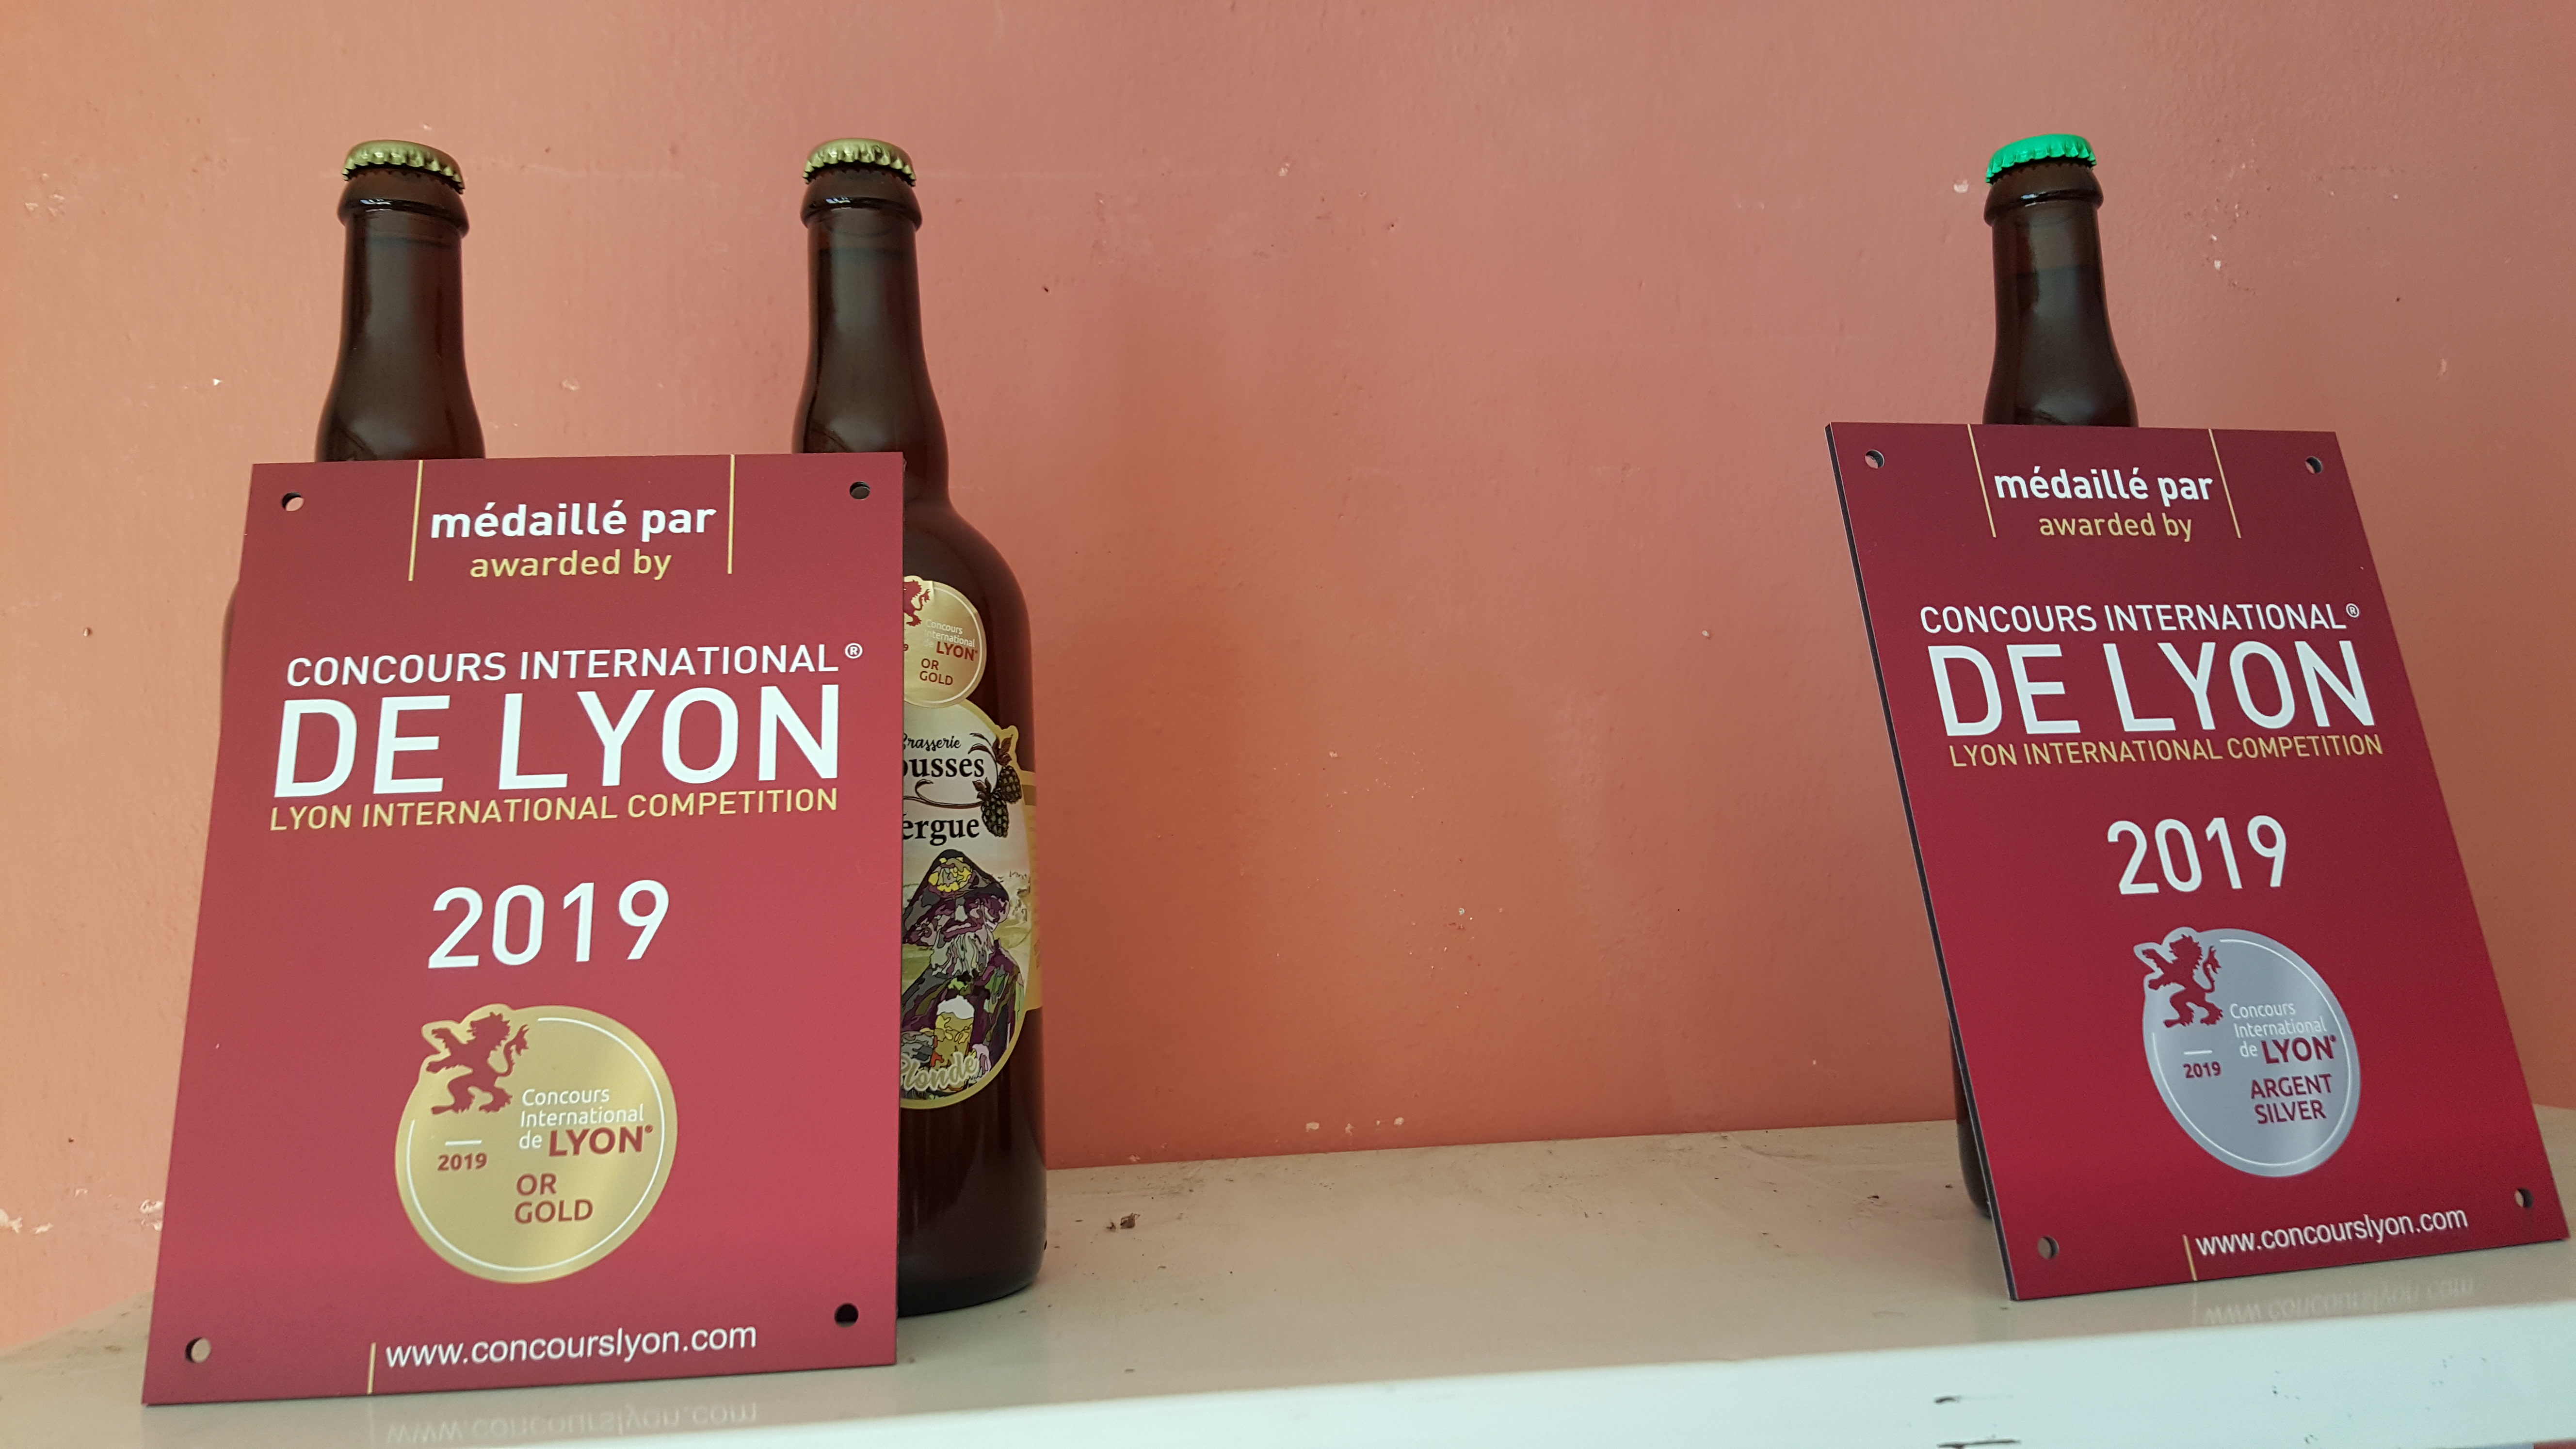 médaillé par
awarded by
CONCOURS INTERNATIONAL®
DE LYON
LYON INTERNATIONAL COMPETITION
2019
Concours
International
de LYON®
2019
OR
GOLD
www.concourslyon.com
Concours
International
LYON®
OR
GOLD
médaillé par
awarded by
CONCOURS INTERNATIONAL®
DE LYON
LYON INTERNATIONAL COMPETITION
2019
Concours
International
de LYON®
2019
ARGENT
SILVER
www.concourslyon.com